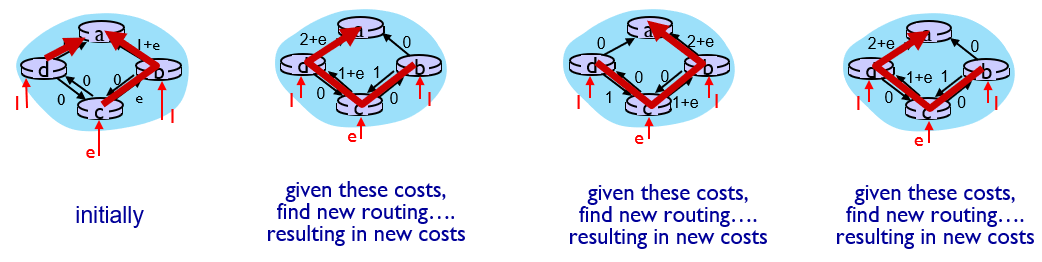 a
1+e
d
0
0
b
0
e
c
1
1
e
initially
a
2+e
0
d
1+e
1
b
0
0
c
1
1
e
given these costs,
find new routing....
resulting in new costs
a
0
2+e
d
0
0
b
1
1+e
c
1
1
e
given these costs,
find new routing....
resulting in new costs
a
2+e
0
d
1+e
1
b
0
0
c
1
1
e
given these costs,
find new routing....
resulting in new costs